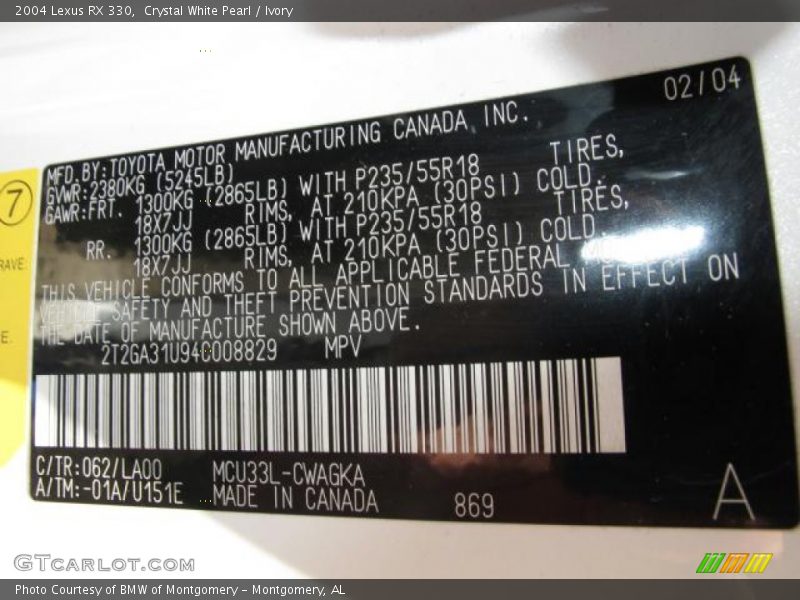 2004 Lexus RX 330, Crystal White Pearl / Ivory
02/04
MFD.BY:TOYOTA MOTOR MANUFACTURING CANADA INC.
GVWR:2380KG (5245LB)
GAWR:FRT. 1300KG (2865LB) WITH P235/55R18 TIRES,
18X7JJ RIMS, AT 210KPA (30PSI) COLD.
RR. 1300KG (2865LB) WITH P235/55R18 TIRES,
18X7JJ RIMS, AT 210KPA (30PSI) COLD.
THIS VEHICLE CONFORMS TO ALL APPLICABLE FEDERAL
VEHICLE SAFETY AND THEFT PREVENTION STANDARDS IN EFFECT ON
THE DATE OF MANUFACTURE SHOWN ABOVE.
2T2GA31U94C008829 MPV
C/TR:062/LA00 MCU33L-CWAGKA
A/TM:-01A/U151E MADE IN CANADA 869 A
7
E.
GTCARLOT.COM
Photo Courtesy of BMW of Montgomery - Montgomery, AL